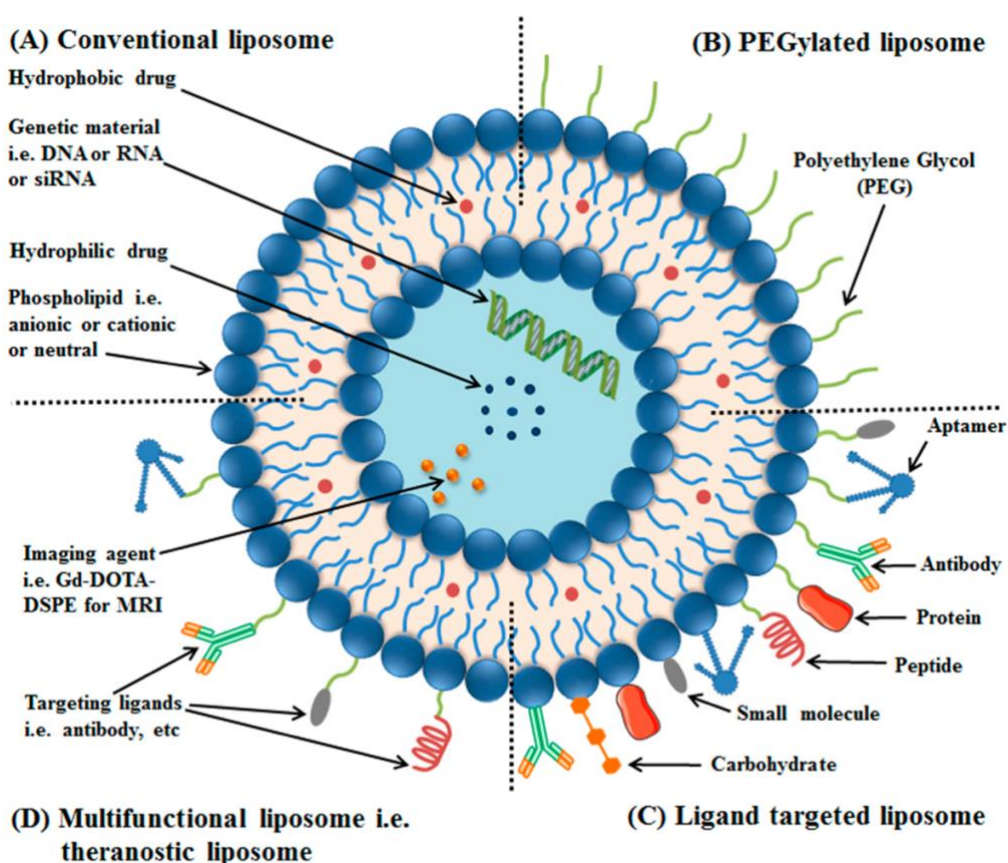 (A) Conventional liposome
Hydrophobic drug
Genetic material
i.e. DNA or RNA
or siRNA
Hydrophilic drug
Phospholipid i.e.
anionic or cationic
or neutral
(B) PEGylated liposome
Polyethylene Glycol
(PEG)
Aptamer
Antibody
Protein
Peptide
Small molecule
Carbohydrate
(C) Ligand targeted liposome
Imaging agent
i.e. Gd-DOTA-
DSPE for MRI
Targeting ligands
i.e. antibody, etc
(D) Multifunctional liposome i.e.
theranostic liposome